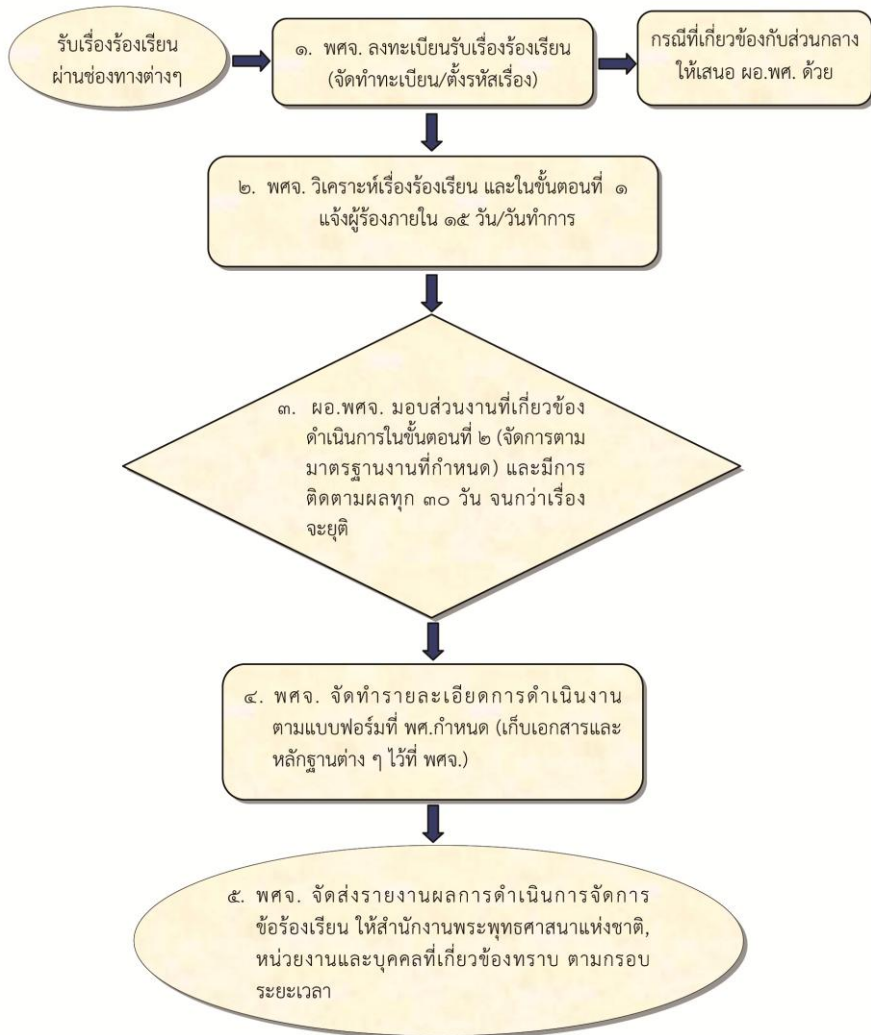 รับเรื่องร้องเรียน
ผ่านช่องทางต่างๆ
๑. พศจ. ลงทะเบียนรับเรื่องร้องเรียน
(จัดทำทะเบียน/ตั้งรหัสเรื่อง)
กรณีที่เกี่ยวข้องกับส่วนกลาง
ให้เสนอ ผอ.พศ. ด้วย
๒. พศจ. วิเคราะห์เรื่องร้องเรียน และในขั้นตอนที่ ๑
แจ้งผู้ร้องภายใน ๑๕ วัน/วันทำการ
๓. ผอ.พศจ. มอบส่วนงานที่เกี่ยวข้อง
ดำเนินการในขั้นตอนที่ ๒ (จัดการตาม
มาตรฐานงานที่กำหนด) และมีการ
ติดตามผลทุก ๓๐ วัน จนกว่าเรื่อง
จะยุติ
๔. พศจ. จัดทำรายละเอียดการดำเนินงาน
ตามแบบฟอร์มที่ พศ.กำหนด (เก็บเอกสารและ
หลักฐานต่าง ๆ ไว้ที่ พศจ.)
๕. พศจ. จัดส่งรายงานผลการดำเนินการจัดการ
ข้อร้องเรียน ให้สำนักงานพระพุทธศาสนาแห่งชาติ,
หน่วยงานและบุคคลที่เกี่ยวข้องทราบ ตามกรอบ
ระยะเวลา